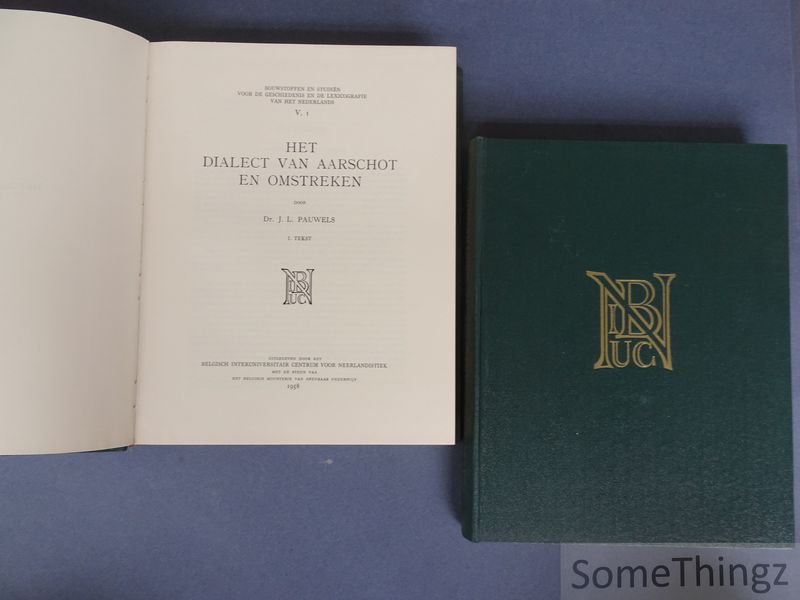 BOUWSTOFFEN EN STUDIËN
VOOR DE GESCHIEDENIS EN DE LEXICOGRAFIE
VAN HET NEDERLANDS
V, 1
HET
DIALECT VAN AARSCHOT
EN OMSTREKEN
DOOR
Dr. J. L. PAUWELS
I. TEKST
UITGEGEVEN DOOR HET
BELGISCH INTERUNIVERSITAIR CENTRUM VOOR NEERLANDISTIEK
MET DE STEUN VAN
HET BELGISCH MINISTERIE VAN OPENBAAR ONDERWIJS
1958
SomeThingz